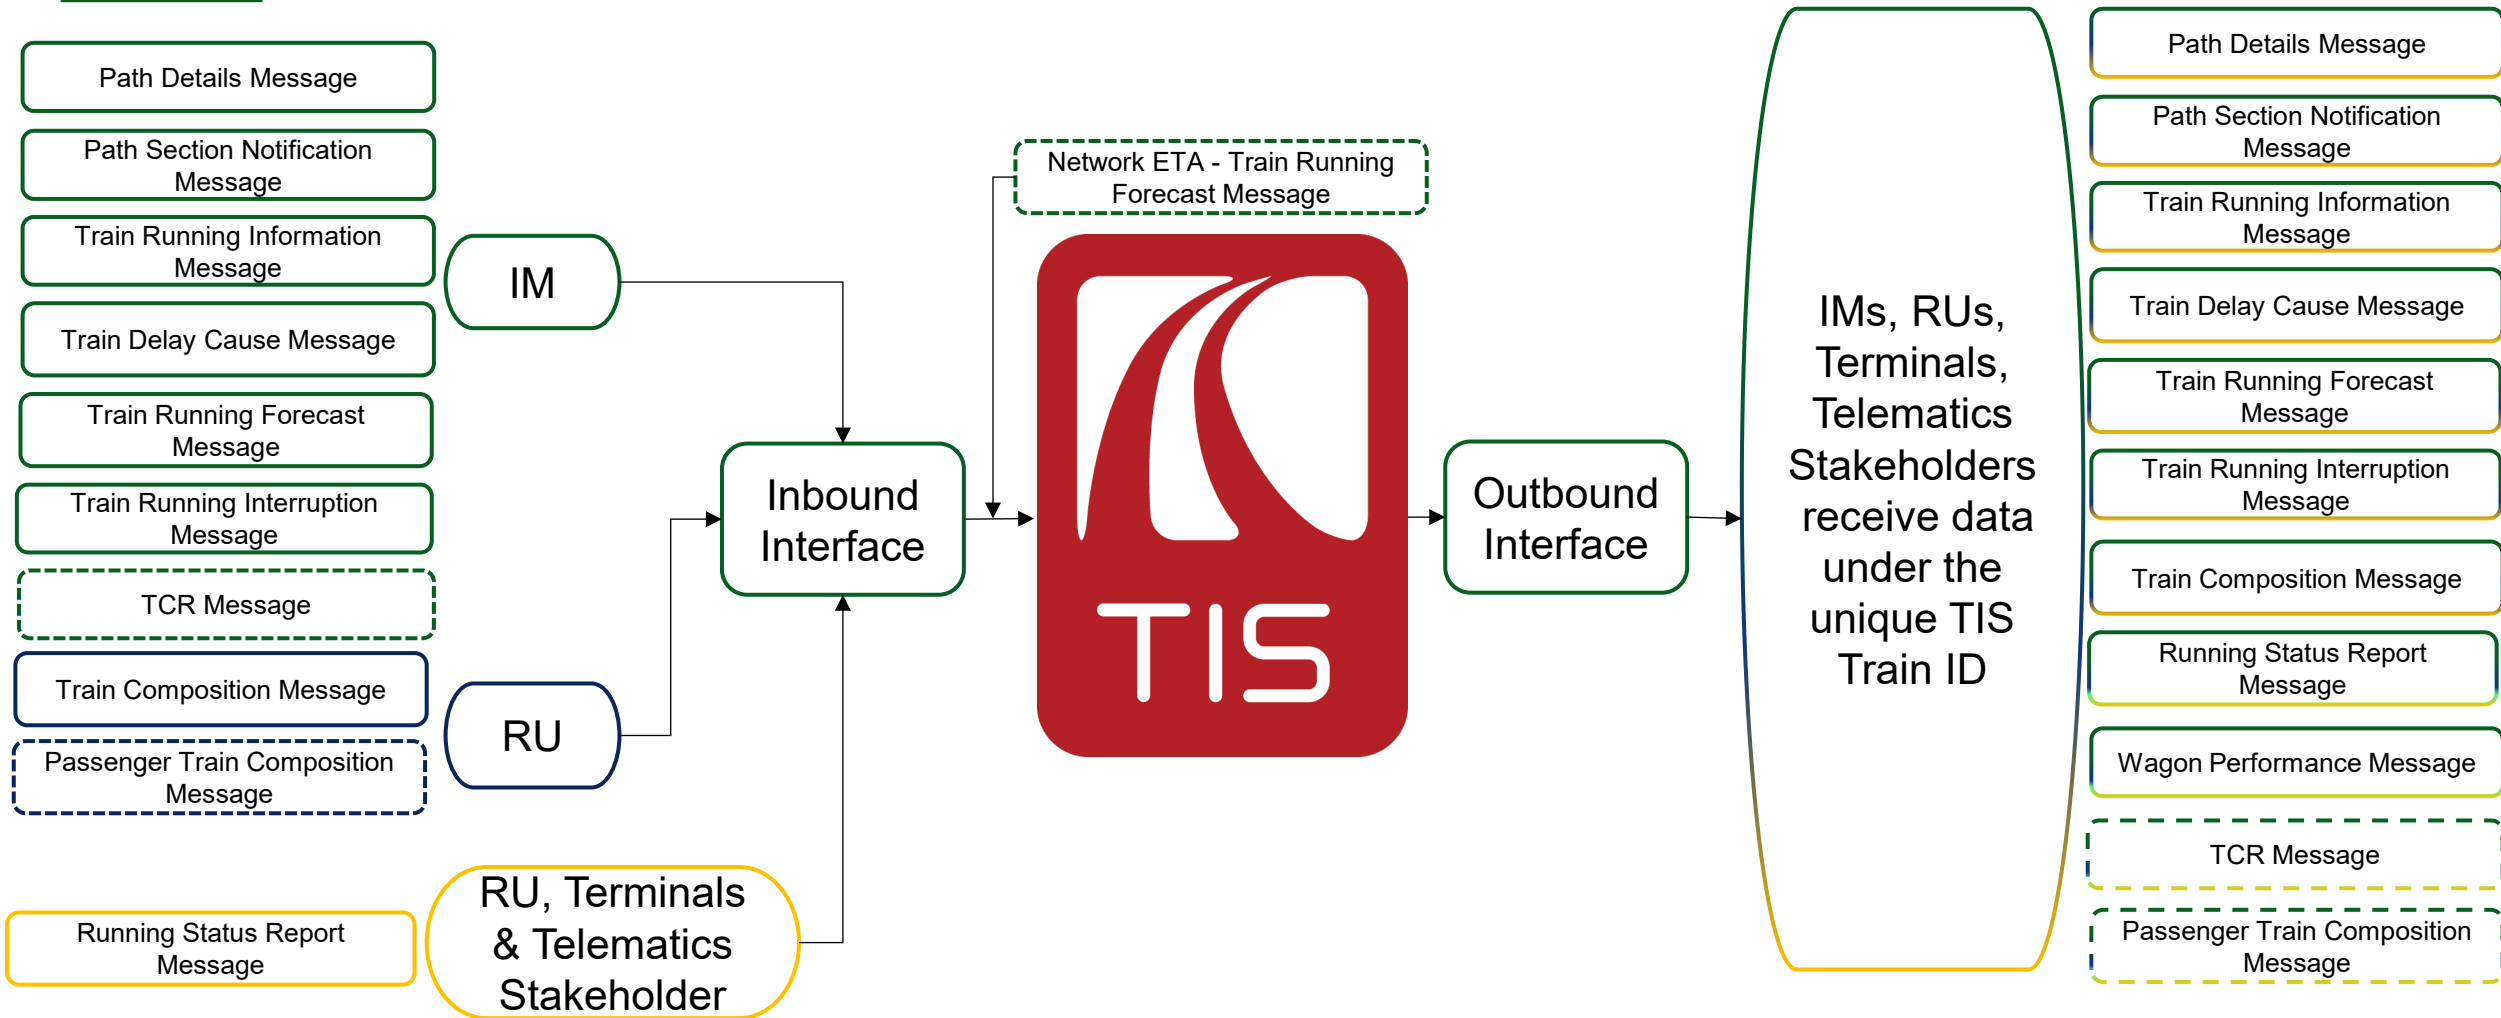 Path Details Message
Path Section Notification
Message
Train Running Information
Message
Train Delay Cause Message
Train Running Forecast
Message
Train Running Interruption
Message
TCR Message
Train Composition Message
Passenger Train Composition
Message
Running Status Report
Message
IM
RU
RU, Terminals
& Telematics
Stakeholder
Inbound
Interface
Network ETA - Train Running
Forecast Message
TIS
Outbound
Interface
IMs, RUs,
Terminals,
Telematics
Stakeholders
receive data
under the
unique TIS
Train ID
Path Details Message
Path Section Notification
Message
Train Running Information
Message
Train Delay Cause Message
Train Running Forecast
Message
Train Running Interruption
Message
Train Composition Message
Running Status Report
Message
Wagon Performance Message
TCR Message
Passenger Train Composition
Message